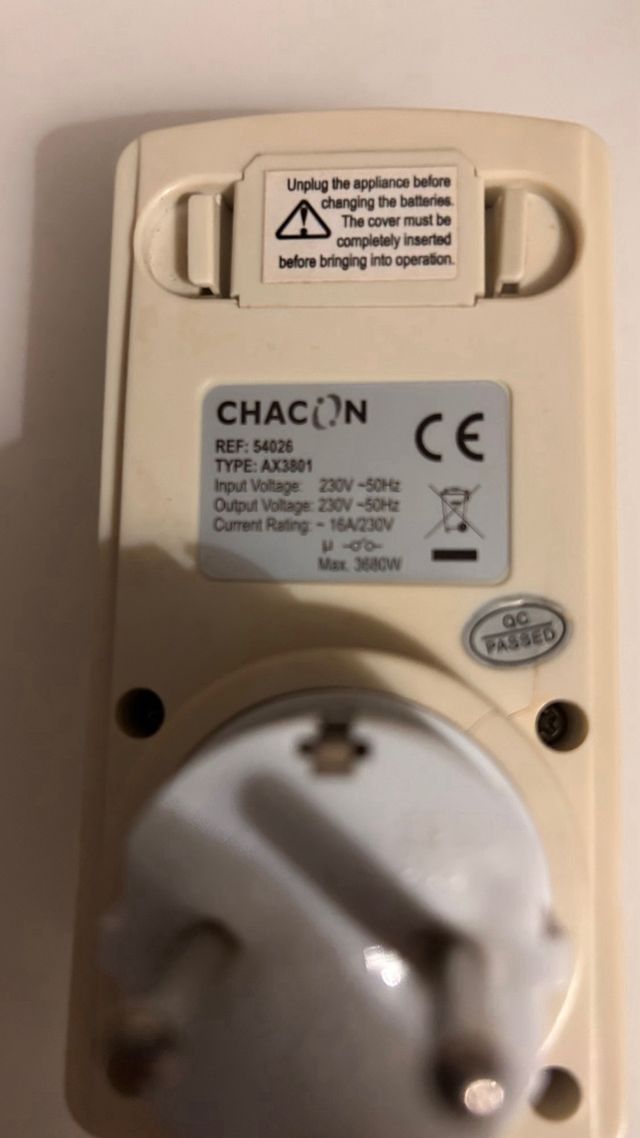 Unplug the appliance before
changing the batteries.
The cover must be
completely inserted
before bringing into operation.
CHACON
CE
REF: 54026
TYPE: AX3801
Input Voltage: 230V ~50Hz
Output Voltage: 230V ~50Hz
Current Rating: ~ 16A/230V
µ
Max. 3680W
QC
PASSED